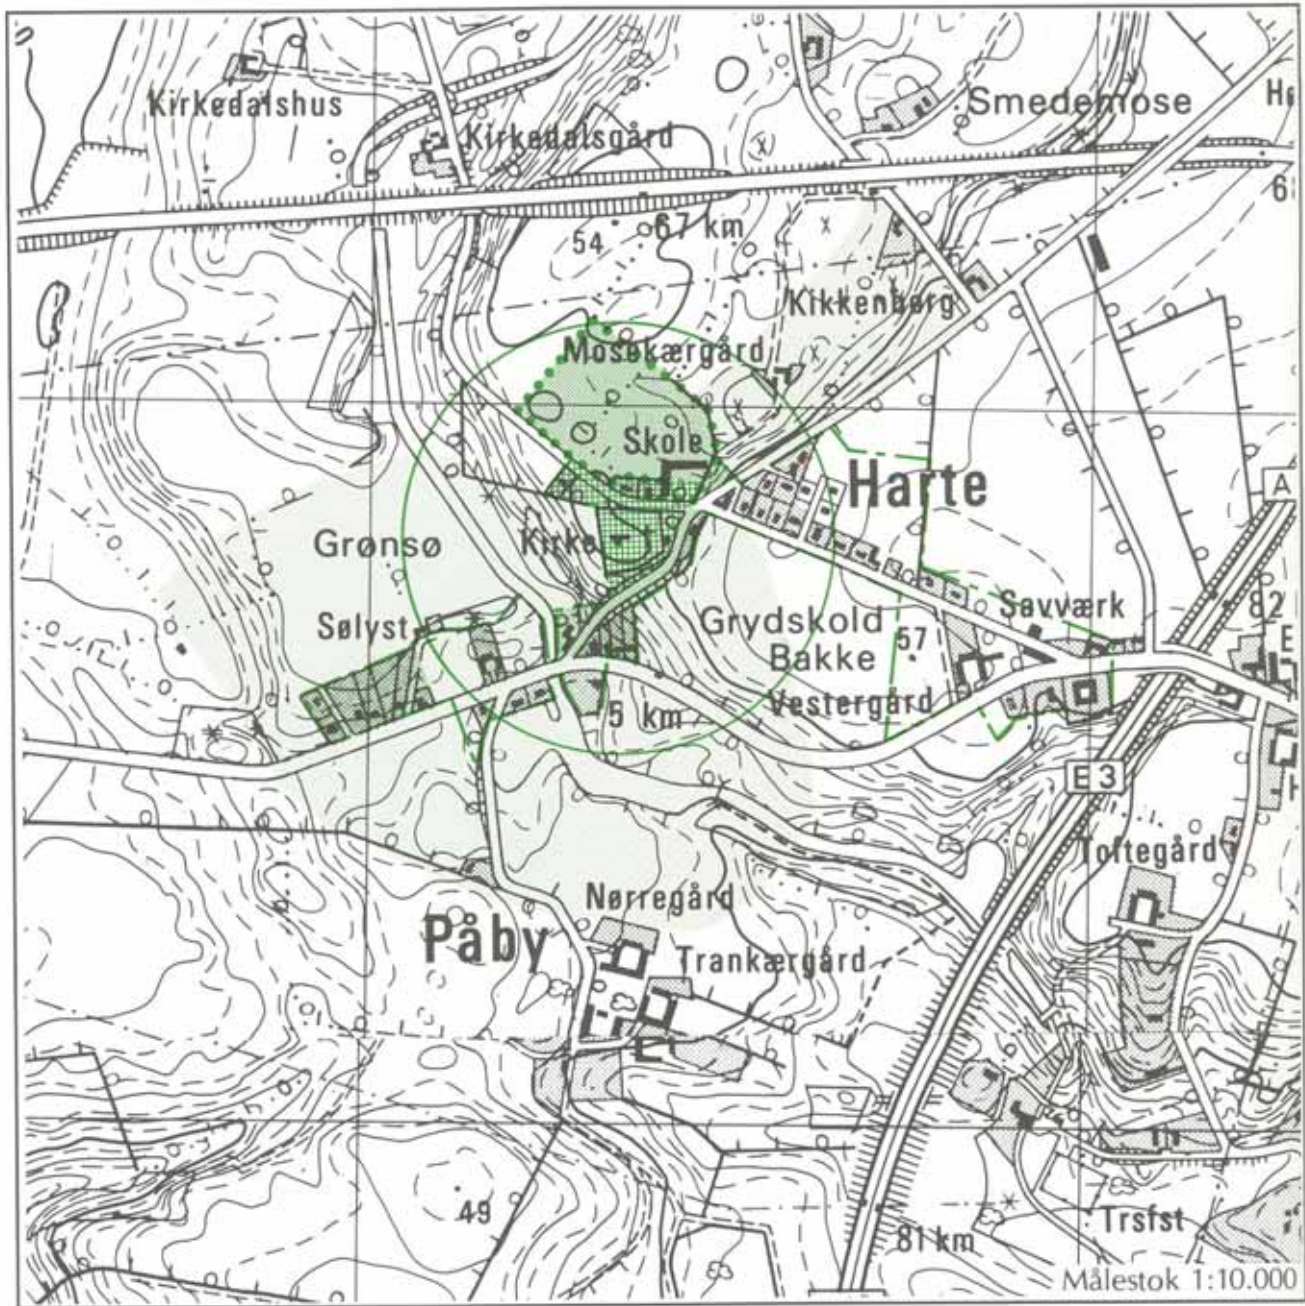 Kirkedalshus
Kirkedalsgård
Smedemose
54
67 km
Kikkenborg
Mosekærgård
Skole
Harte
A
Grønsø
Kirke
Sølyst
Grydskold
Bakke
57
Savværk
82
E
Vestergård
5 km
E3
Toftegård
Nørregård
Påby
Trankærgård
49
81 km
Trsfst
Målestok 1:10.000